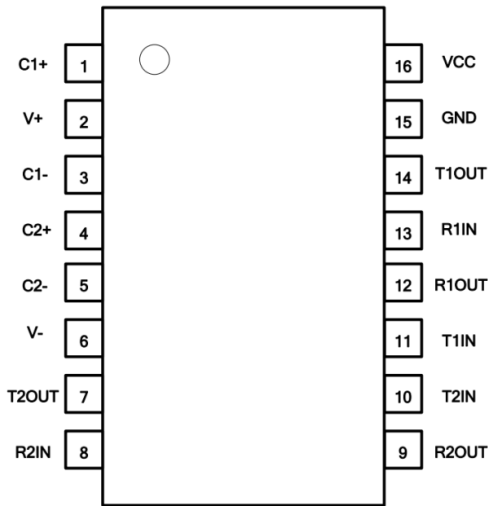 C1+ 1 16 VCC
V+ 2 15 GND
C1- 3 14 T1OUT
C2+ 4 13 R1IN
C2- 5 12 R1OUT
V- 6 11 T1IN
T2OUT 7 10 T2IN
R2IN 8 9 R2OUT